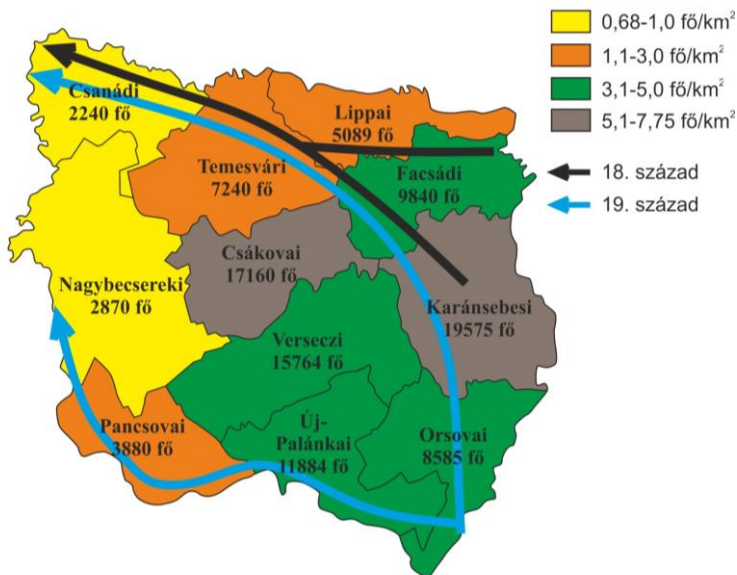 0,68-1,0 fő/km²
1,1-3,0 fő/km²
3,1-5,0 fő/km²
5,1-7,75 fő/km²
18. század
19. század
Csanádi
2240 fő
Lippai
5089 fő
Temesvári
7240 fő
Facsádi
9840 fő
Csákovai
17160 fő
Nagybecsereki
2870 fő
Karánsebesi
19575 fő
Verseczi
15764 fő
Pancsovai
3880 fő
Új-
Palánkai
11884 fő
Orsovai
8585 fő